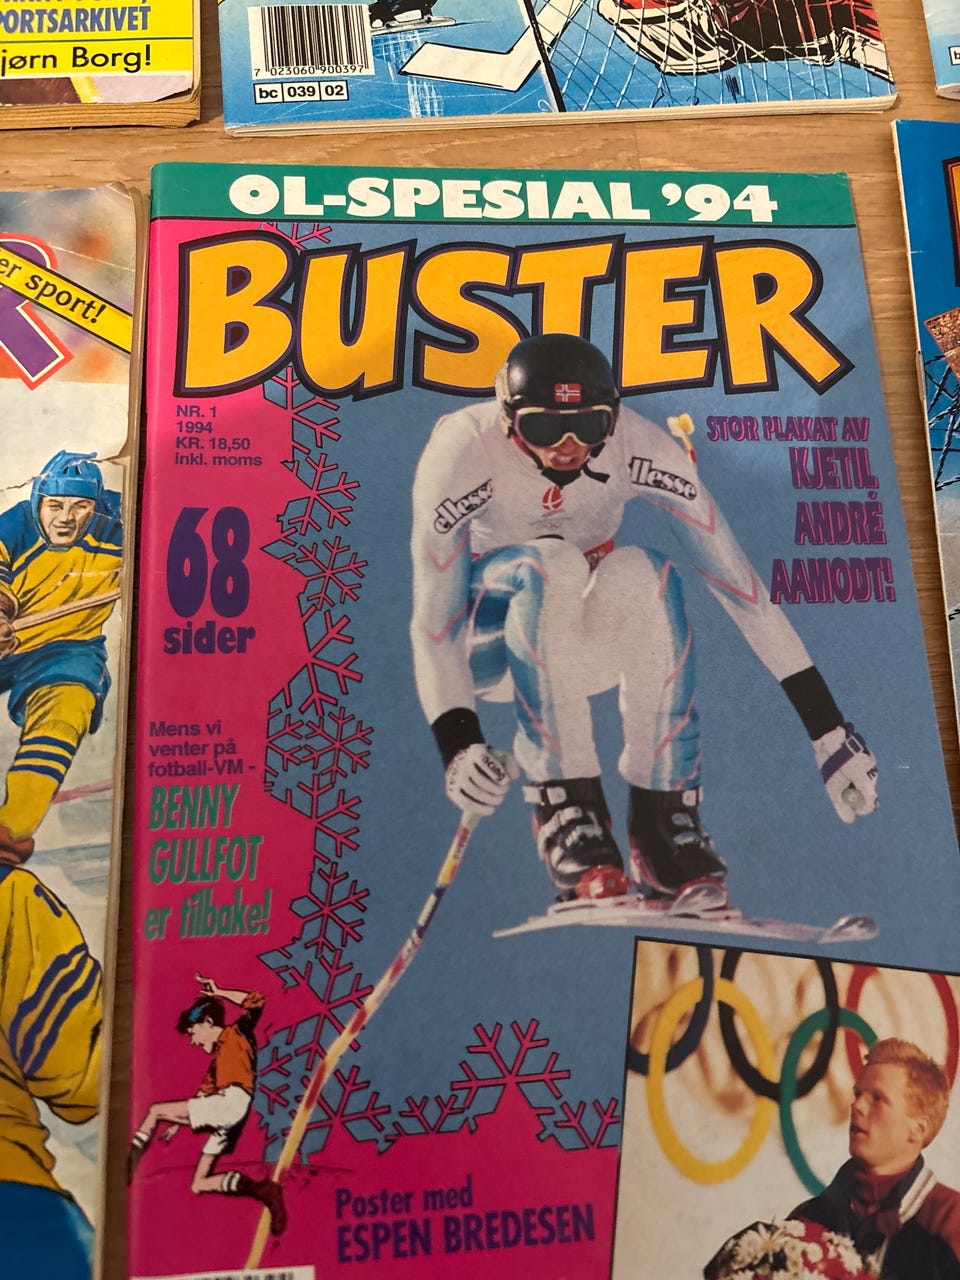 PORTSARKIVET
jørn Borg!
7 023060 900397
bc 039 02
er sport!
OL-SPESIAL '94
BUSTER
NR. 1
1994
KR. 18,50
inkl. moms
68
sider
STOR PLAKAT AV
KJETIL
ANDRÉ
AAMODT!
ellesse
ellesse
Mens vi
venter på
fotball-VM -
BENNY
GULLFOT
er tilbake!
Poster med
ESPEN BREDESEN